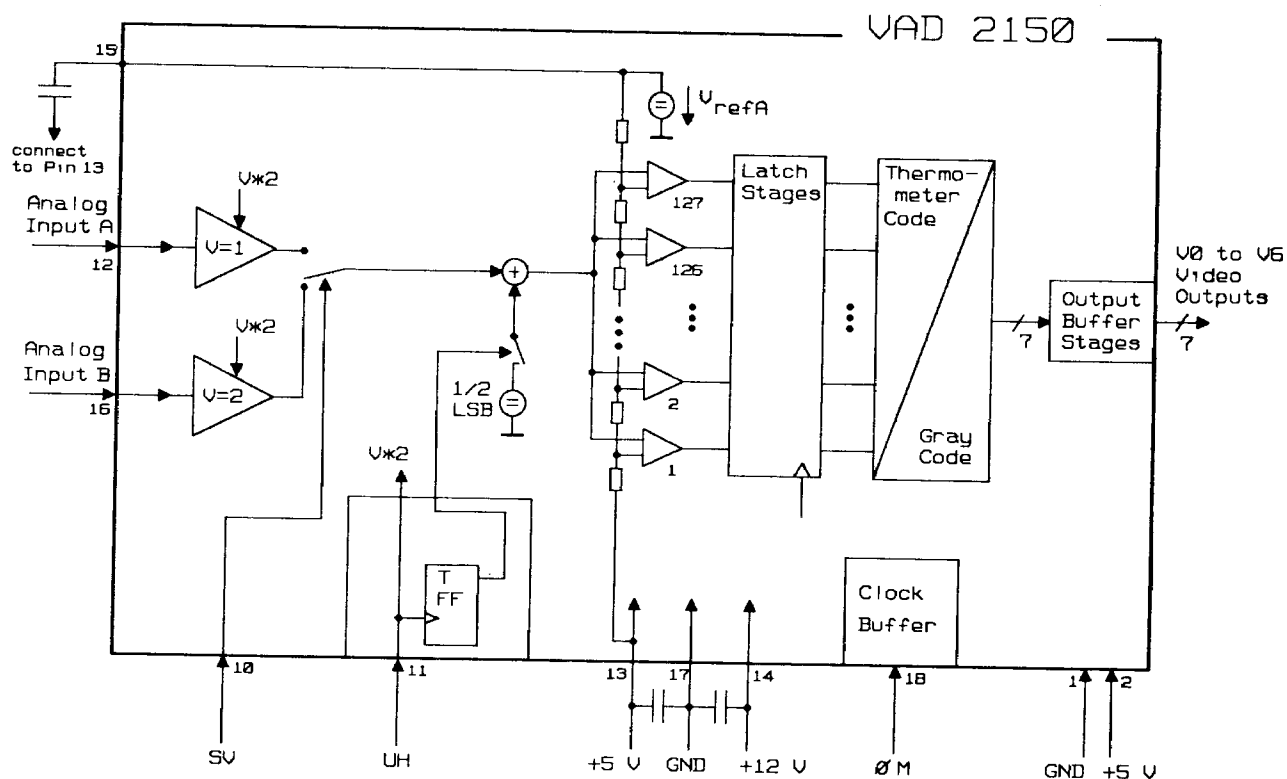 VAD 2150
15
VrefA
connect
to Pin 13
Analog
Input A
12
V*2
V=1
127
Latch
Stages
Thermo-
meter
Code
126
+
V0 to V6
Video
Outputs
V*2
Analog
Input B
16
V=2
1/2
LSB
2
1
Output
Buffer
Stages
7
7
Gray
Code
V*2
T
FF
Clock
Buffer
10
11
13
17
14
18
1
2
SV
UH
+5 V
GND
+12 V
ØM
GND
+5 V